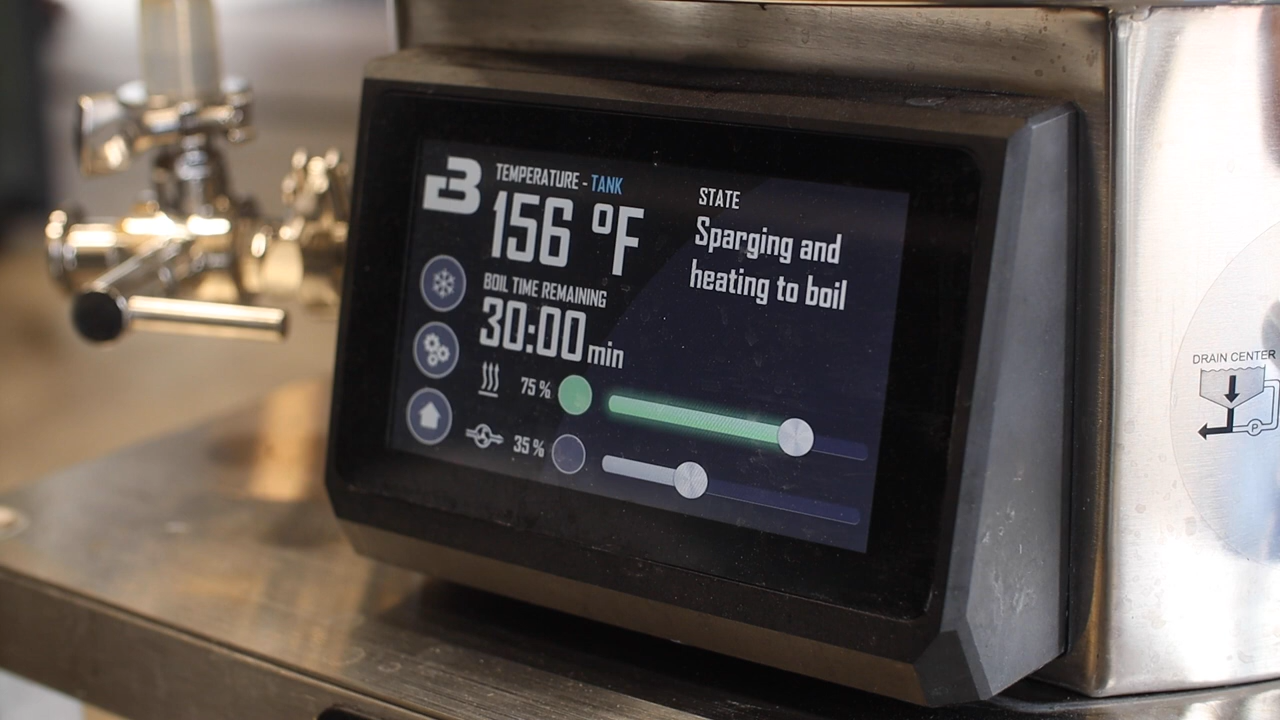 B
TEMPERATURE - TANK
156 °F
BOIL TIME REMAINING
30:00 min
75 %
35 %
STATE
Sparging and
heating to boil
DRAIN CENTER
P